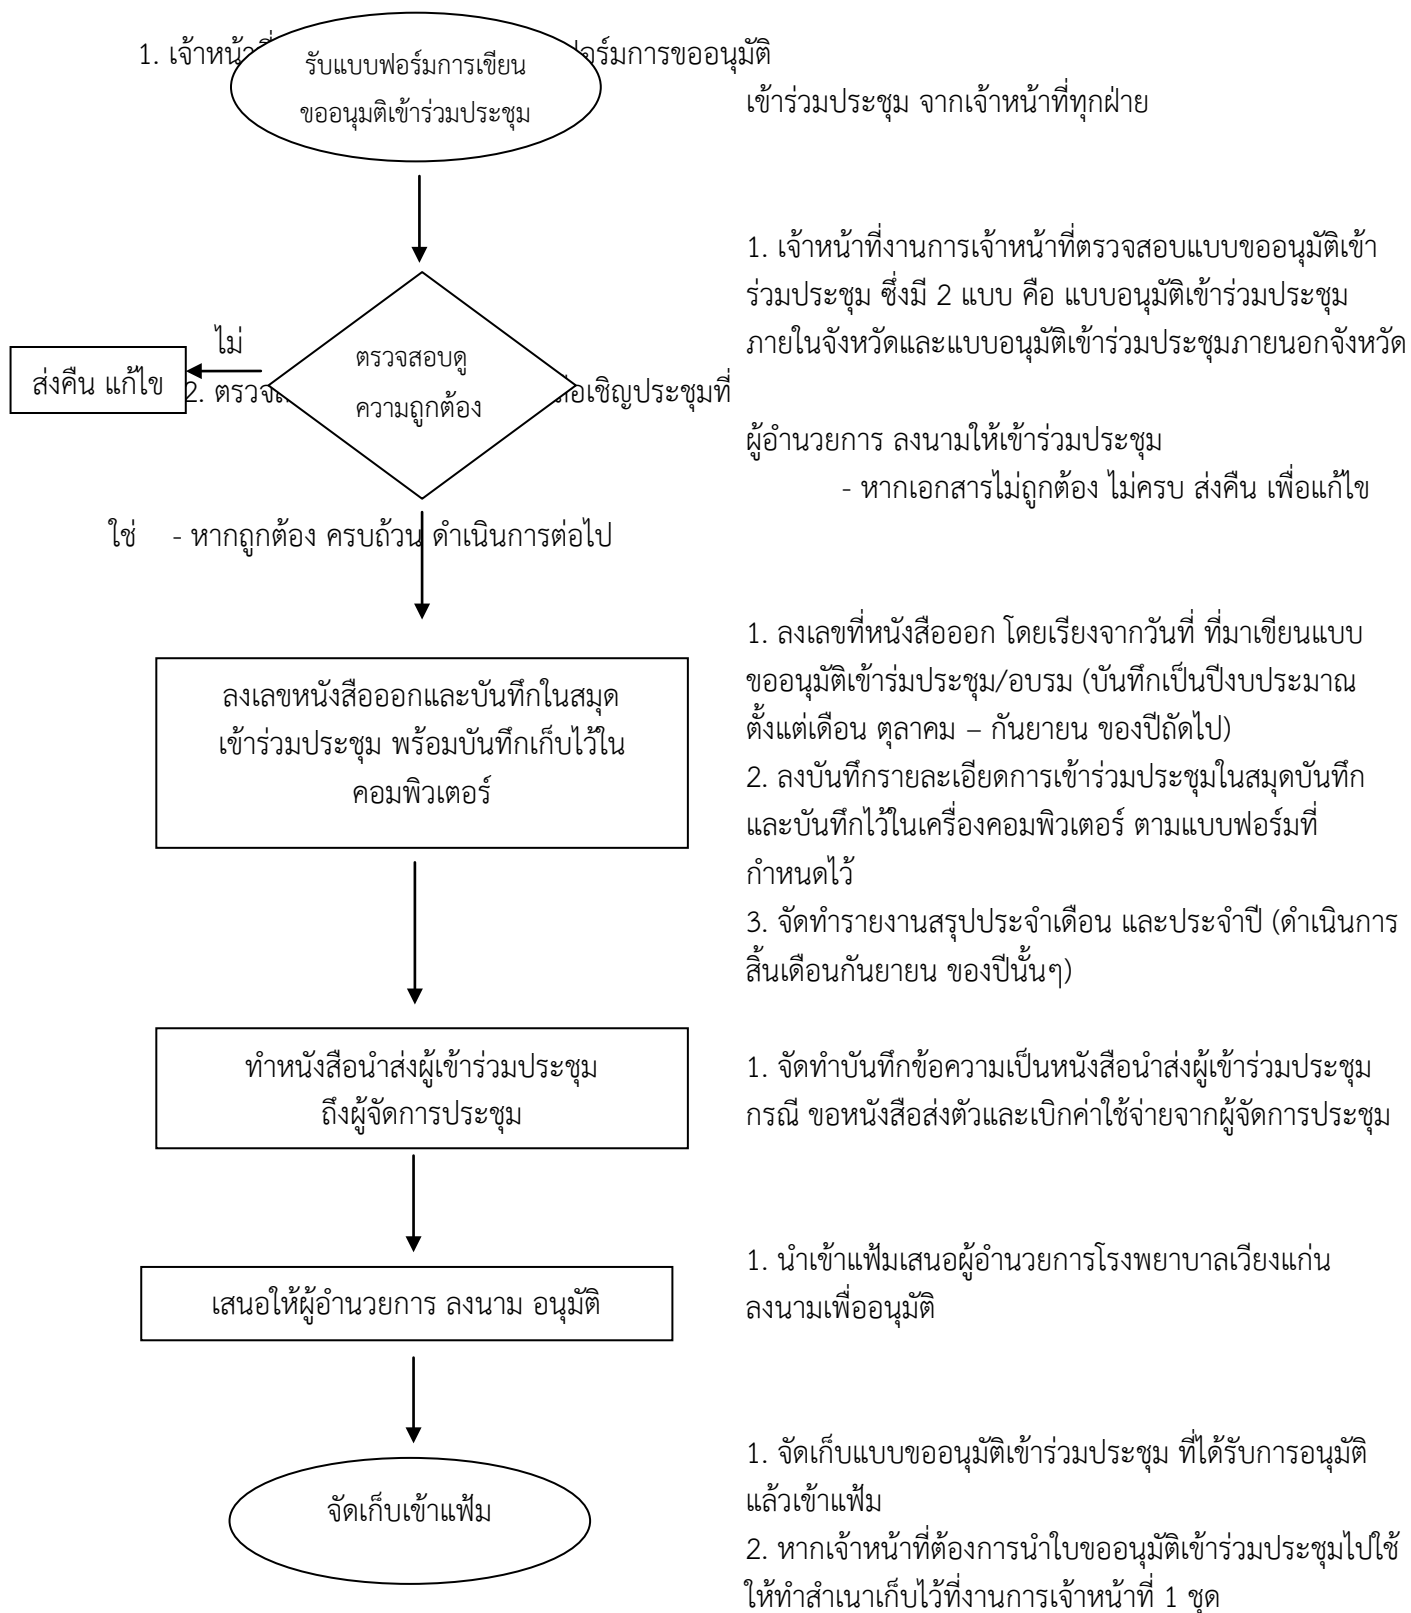 1. เจ้าหน้าที่
ฟอร์มการขออนุมัติ
รับแบบฟอร์มการเขียน
ขออนุมติเข้าร่วมประชุม
เข้าร่วมประชุม จากเจ้าหน้าที่ทุกฝ่าย
1. เจ้าหน้าที่งานการเจ้าหน้าที่ตรวจสอบแบบขออนุมัติเข้า
ร่วมประชุม ซึ่งมี 2 แบบ คือ แบบอนุมัติเข้าร่วมประชุม
ภายในจังหวัดและแบบอนุมัติเข้าร่วมประชุมภายนอกจังหวัด
ไม่
ส่งคืน แก้ไข
ตรวจสอบดู
ความถูกต้อง
2.
เชิญประชุมที่
ผู้อำนวยการ ลงนามให้เข้าร่วมประชุม
- หากเอกสารไม่ถูกต้อง ไม่ครบ ส่งคืน เพื่อแก้ไข
ใช่ - หากถูกต้อง ครบถ้วน ดำเนินการต่อไป
ลงเลขหนังสือออกและบันทึกในสมุด
เข้าร่วมประชุม พร้อมบันทึกเก็บไว้ใน
คอมพิวเตอร์
1. ลงเลขที่หนังสือออก โดยเรียงจากวันที่ ที่มาเขียนแบบ
ขออนุมัติเข้าร่มประชุม/อบรม (บันทึกเป็นปีงบประมาณ
ตั้งแต่เดือน ตุลาคม – กันยายน ของปีถัดไป)
2. ลงบันทึกรายละเอียดการเข้าร่วมประชุมในสมุดบันทึก
และบันทึกไว้ในเครื่องคอมพิวเตอร์ ตามแบบฟอร์มที่
กำหนดไว้
3. จัดทำรายงานสรุปประจำเดือน และประจำปี (ดำเนินการ
สิ้นเดือนกันยายน ของปีนั้นๆ)
ทำหนังสือนำส่งผู้เข้าร่วมประชุม
ถึงผู้จัดการประชุม
1. จัดทำบันทึกข้อความเป็นหนังสือนำส่งผู้เข้าร่วมประชุม
กรณี ขอหนังสือส่งตัวและเบิกค่าใช้จ่ายจากผู้จัดการประชุม
เสนอให้ผู้อำนวยการ ลงนาม อนุมัติ
1. นำเข้าแฟ้มเสนอผู้อำนวยการโรงพยาบาลเวียงแก่น
ลงนามเพื่ออนุมัติ
จัดเก็บเข้าแฟ้ม
1. จัดเก็บแบบขออนุมัติเข้าร่วมประชุม ที่ได้รับการอนุมัติ
แล้วเข้าแฟ้ม
2. หากเจ้าหน้าที่ต้องการนำใบขออนุมัติเข้าร่วมประชุมไปใช้
ให้ทำสำเนาเก็บไว้ที่งานการเจ้าหน้าที่ 1 ชุด